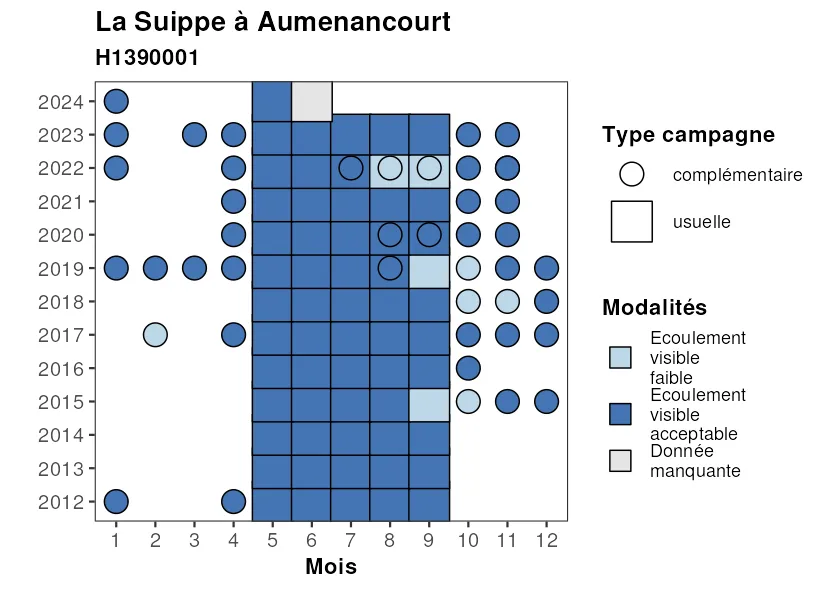 La Suippe à Aumenancourt
H1390001
2024
2023
2022
2021
2020
2019
2018
2017
2016
2015
2014
2013
2012
1 2 3 4 5 6 7 8 9 10 11 12
Mois
Type campagne
complémentaire
usuelle
Modalités
Ecoulement
visible
faible
Ecoulement
visible
acceptable
Donnée
manquante